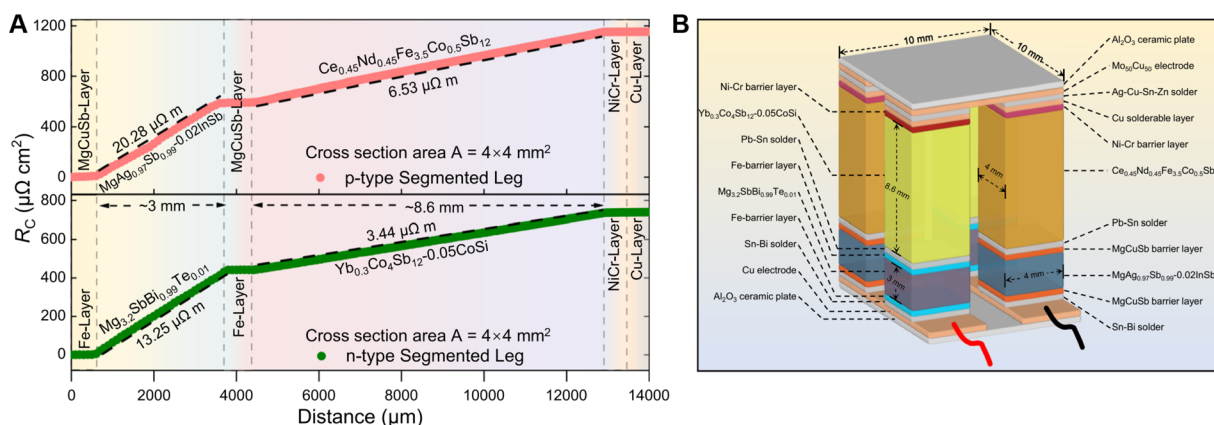 A
1200
800
400
0
800
600
400
200
0
R_C (μΩ cm²)
MgCuSb-Layer
20.28 μΩ m
MgAg₀.₉₇Sb₀.₉₉-0.02InSb
MgCuSb-Layer
Ce₀.₄₅Nd₀.₄₅Fe₃.₅Co₀.₅Sb₁₂
6.53 μΩ m
NiCr-Layer
Cu-Layer
Cross section area A = 4×4 mm²
p-type Segmented Leg
~3 mm
~8.6 mm
Fe-Layer
Mg₃.₂SbBi₀.₉₉Te₀.₀₁
13.25 μΩ m
Fe-Layer
3.44 μΩ m
Yb₀.₃Co₄Sb₁₂-0.05CoSi
NiCr-Layer
Cu-Layer
Cross section area A = 4×4 mm²
n-type Segmented Leg
0 2000 4000 6000 8000 10000 12000 14000
Distance (μm)
B
10 mm
10 mm
Ni-Cr barrier layer
Yb₀.₃Co₄Sb₁₂-0.05CoSi
Pb-Sn solder
Fe-barrier layer
Mg₃.₂SbBi₀.₉₉Te₀.₀₁
Fe-barrier layer
Sn-Bi solder
Cu electrode
Al₂O₃ ceramic plate
8.6 mm
3 mm
4 mm
4 mm
Al₂O₃ ceramic plate
Mo₅₀Cu₅₀ electrode
Ag-Cu-Sn-Zn solder
Cu solderable layer
Ni-Cr barrier layer
Ce₀.₄₅Nd₀.₄₅Fe₃.₅Co₀.₅Sb
Pb-Sn solder
MgCuSb barrier layer
MgAg₀.₉₇Sb₀.₉₉-0.02InSb
MgCuSb barrier layer
Sn-Bi solder